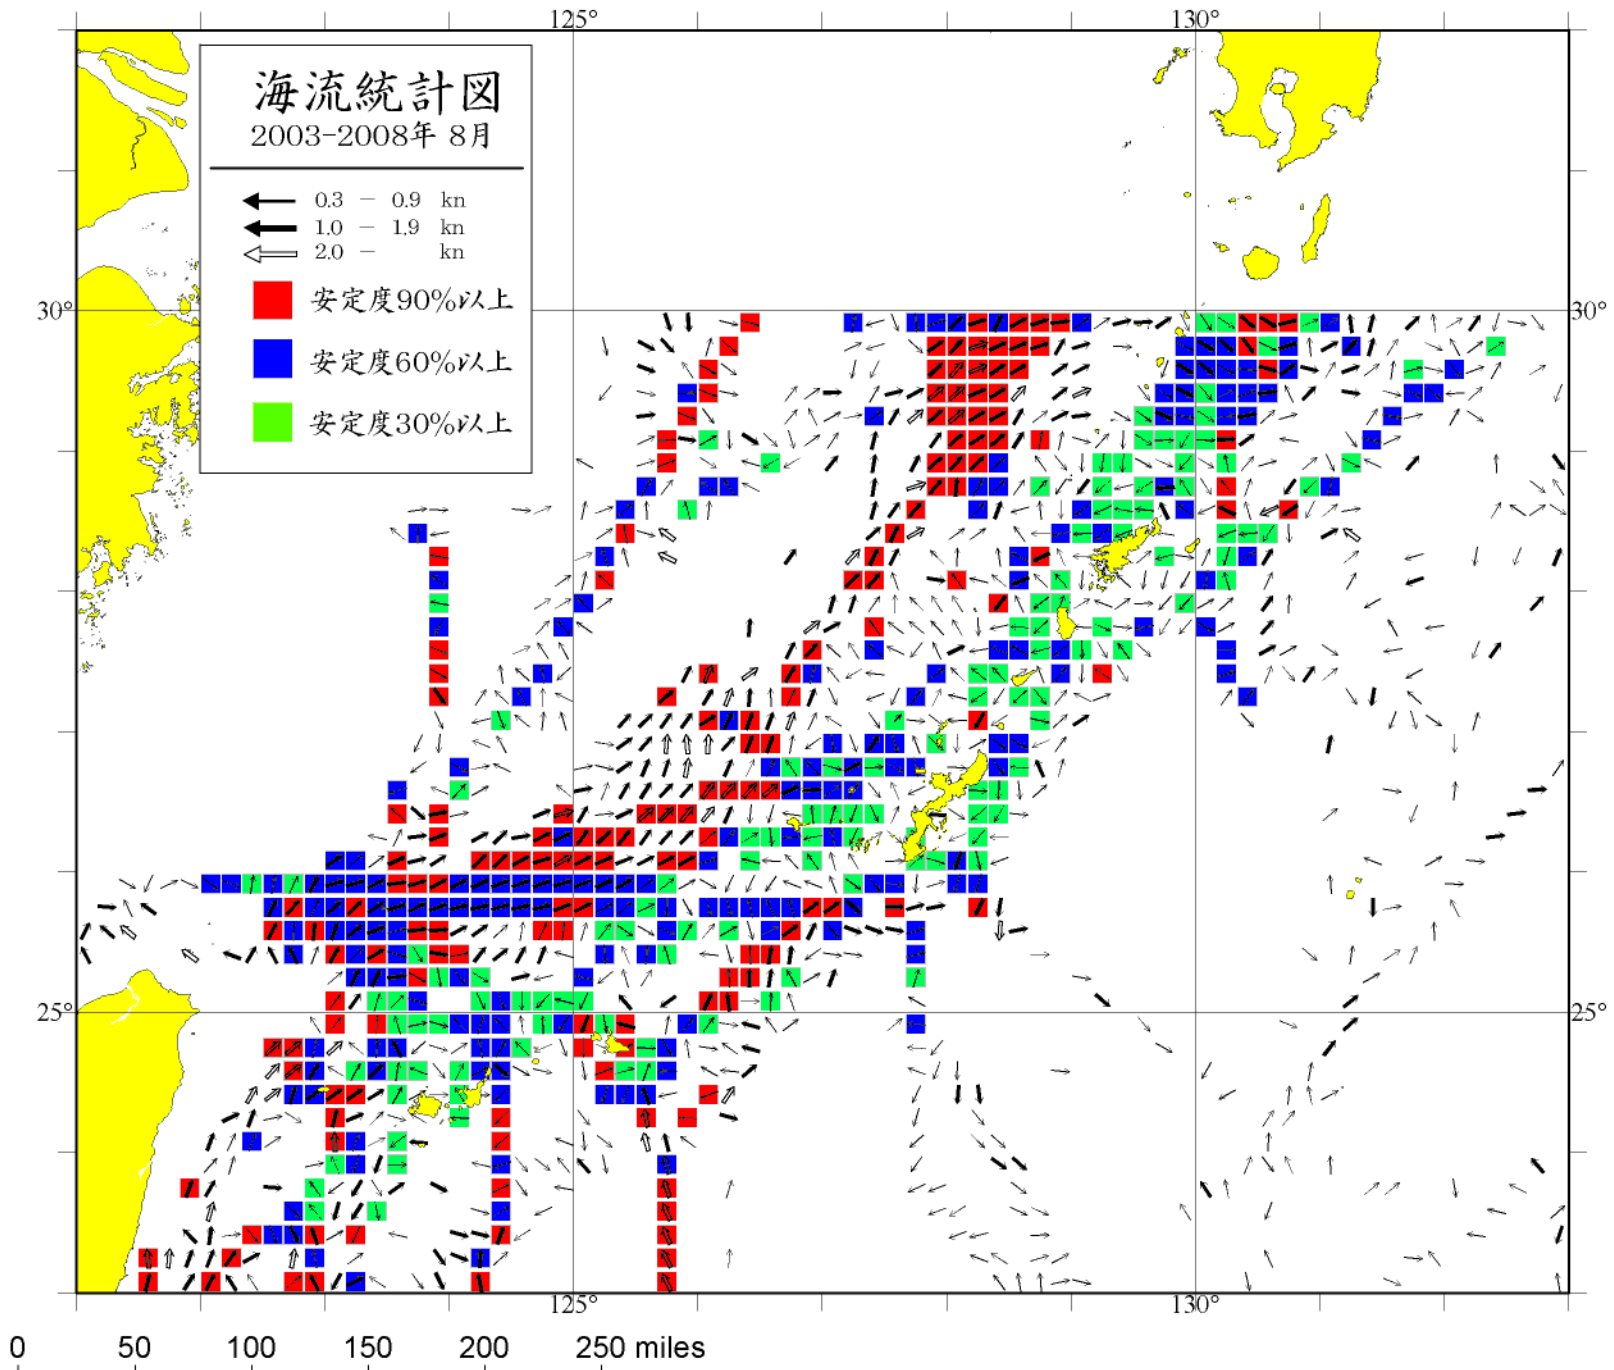 125° 130°
海流統計図
2003-2008年 8月
0.3 - 0.9 kn
1.0 - 1.9 kn
2.0 - kn
安定度90%以上
安定度60%以上
安定度30%以上
30° 30°
25° 25°
125° 130°
0 50 100 150 200 250 miles